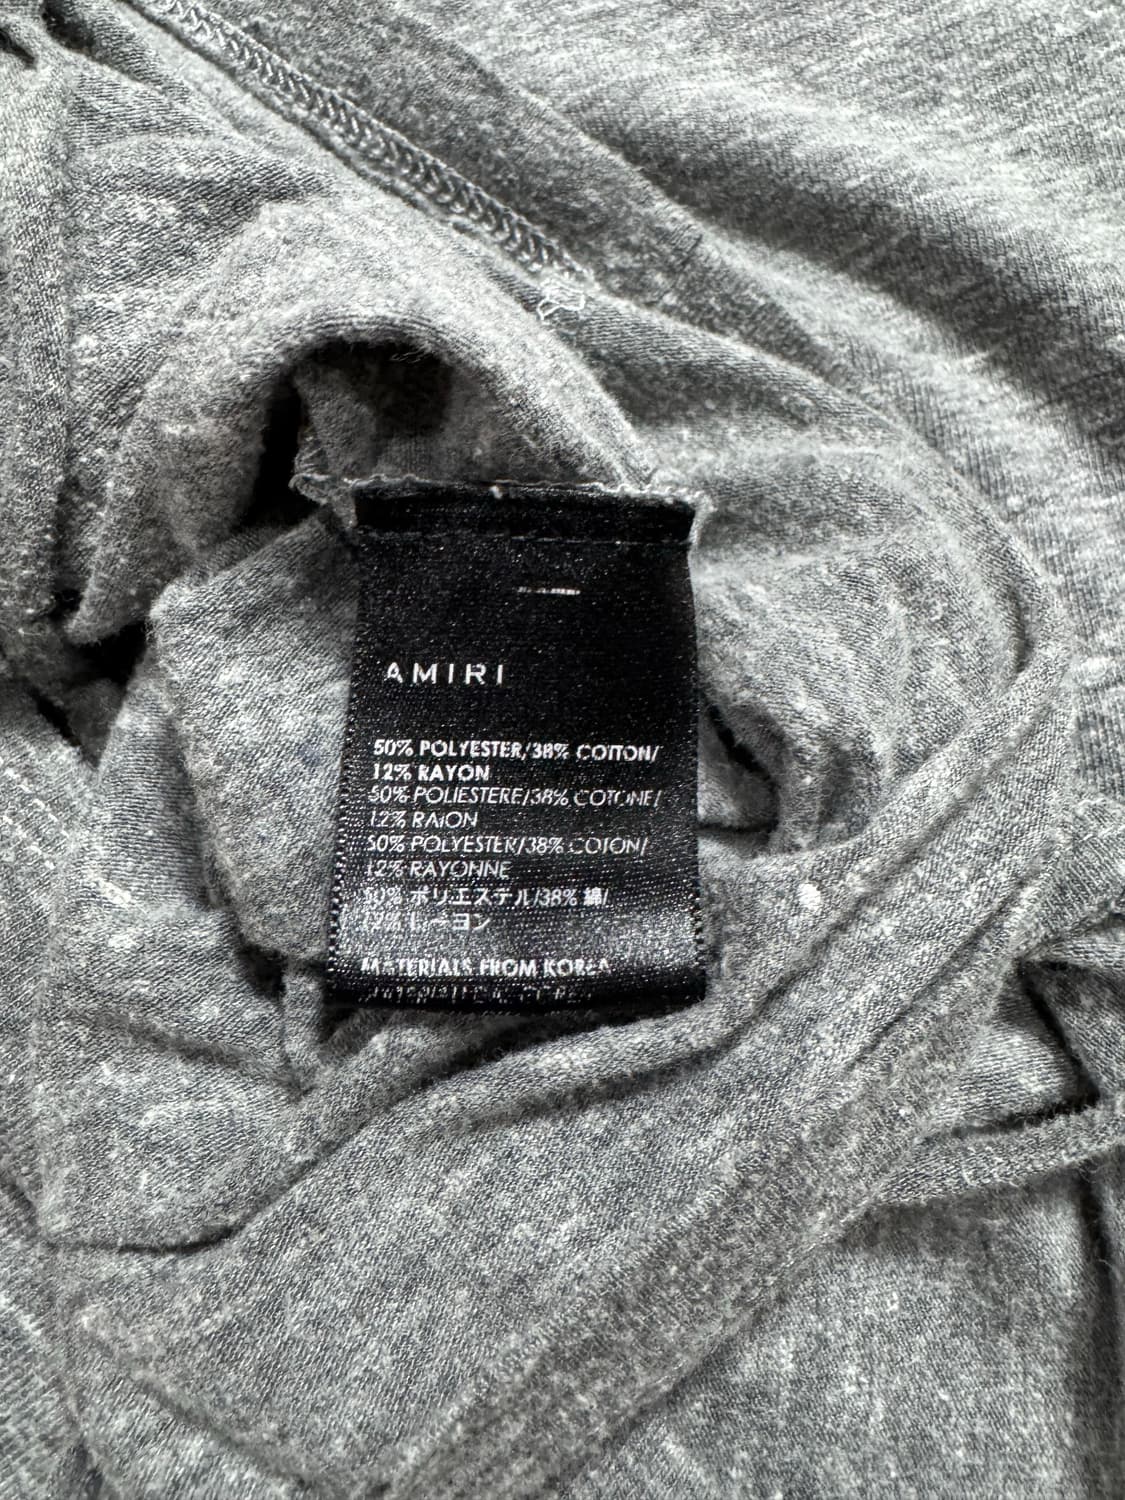 AMIRI
50% POLYESTER/38% COTTON/
12% RAYON
50% POLIESTERE/38% COTONE/
12% RAION
50% POLYESTER/38% COTON/
12% RAYONNE
50% ポリエステル/38% 綿/
12% レーヨン
MATERIALS FROM KOREA